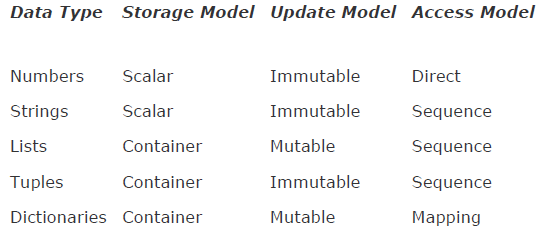 Data Type Storage Model Update Model Access Model
Numbers Scalar Immutable Direct
Strings Scalar Immutable Sequence
Lists Container Mutable Sequence
Tuples Container Immutable Sequence
Dictionaries Container Mutable Mapping